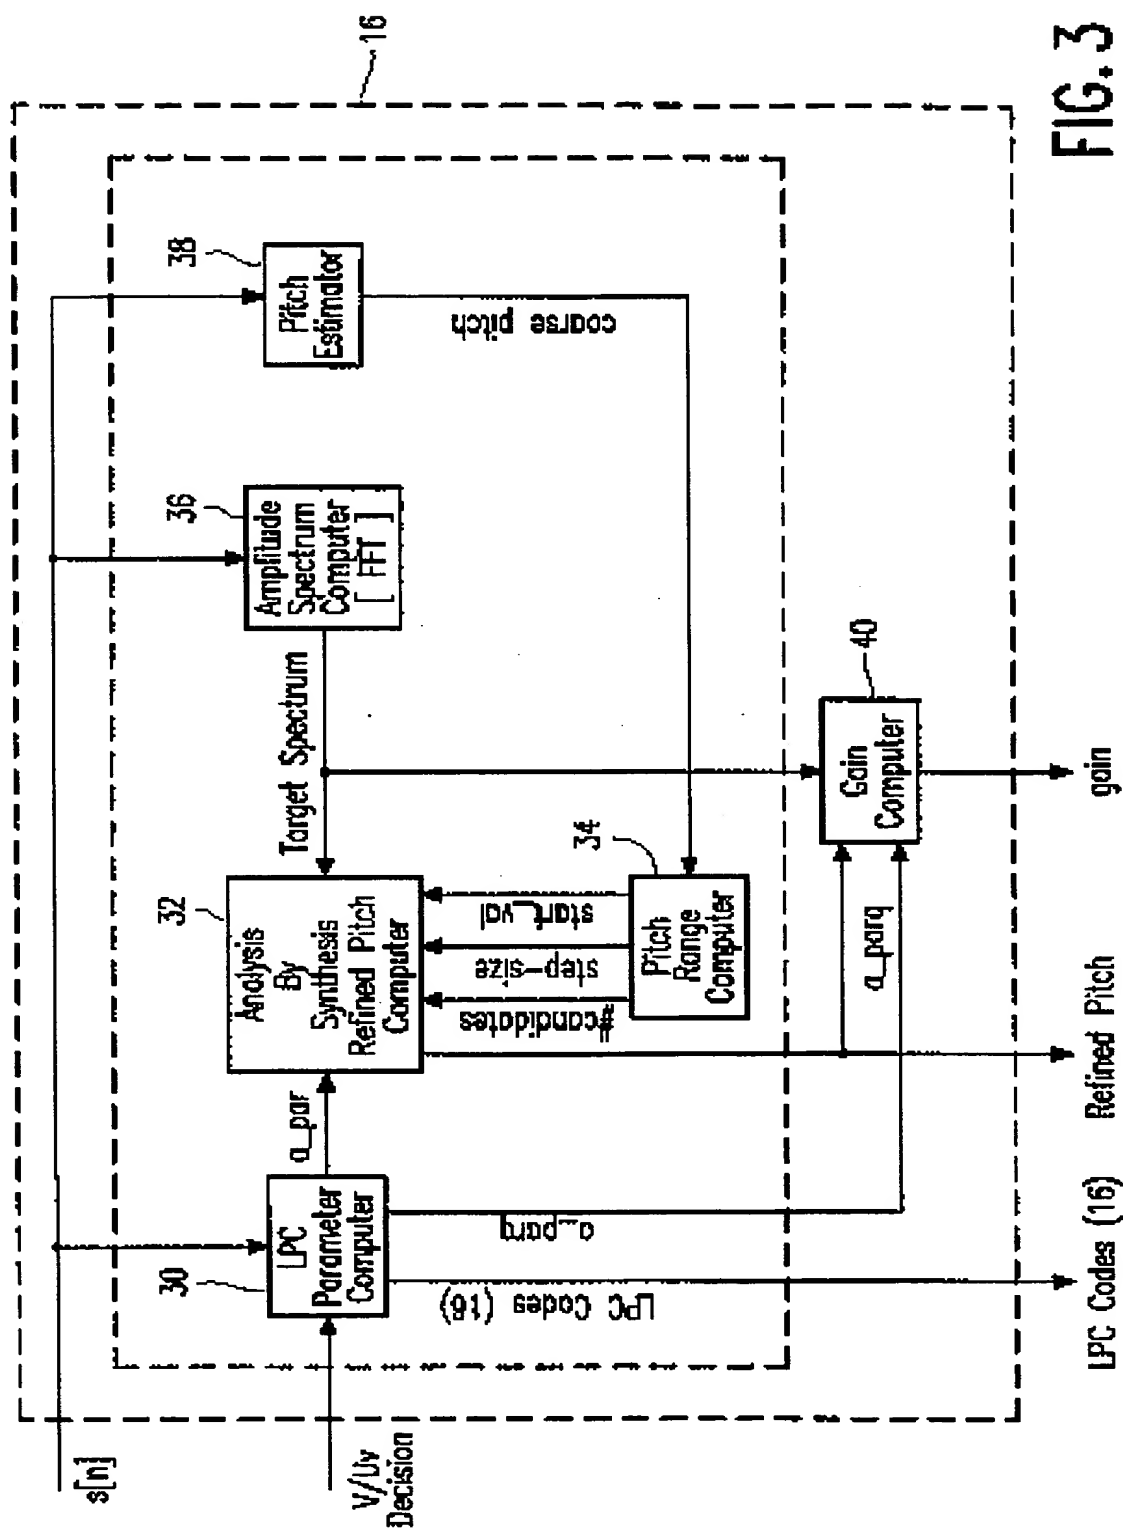 s[n]
V/Uv
Decision
30
LPC
Parameter
Computer
a_par
LPC Codes (16)
a_parq
32
Analysis
By
Synthesis
Refined Pitch
Computer
Target Spectrum
#candidates
step-size
start_val
34
Pitch
Range
Computer
36
Amplitude
Spectrum
Computer
[ FFT ]
38
Pitch
Estimator
coarse pitch
16
a_parq
40
Gain
Computer
LPC Codes (16)
Refined Pitch
gain
FIG. 3